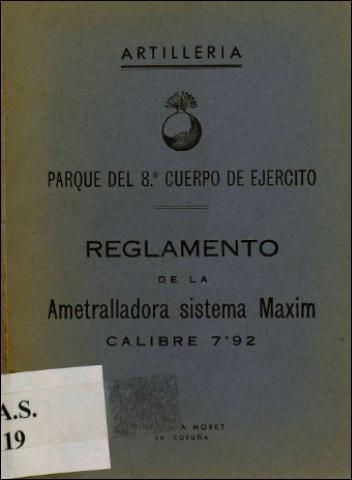 ARTILLERIA
PARQUE DEL 8.º CUERPO DE EJERCITO
REGLAMENTO
DE LA
Ametralladora sistema Maxim
CALIBRE 7'92
A.S.
19
MORET
LA CORUÑA